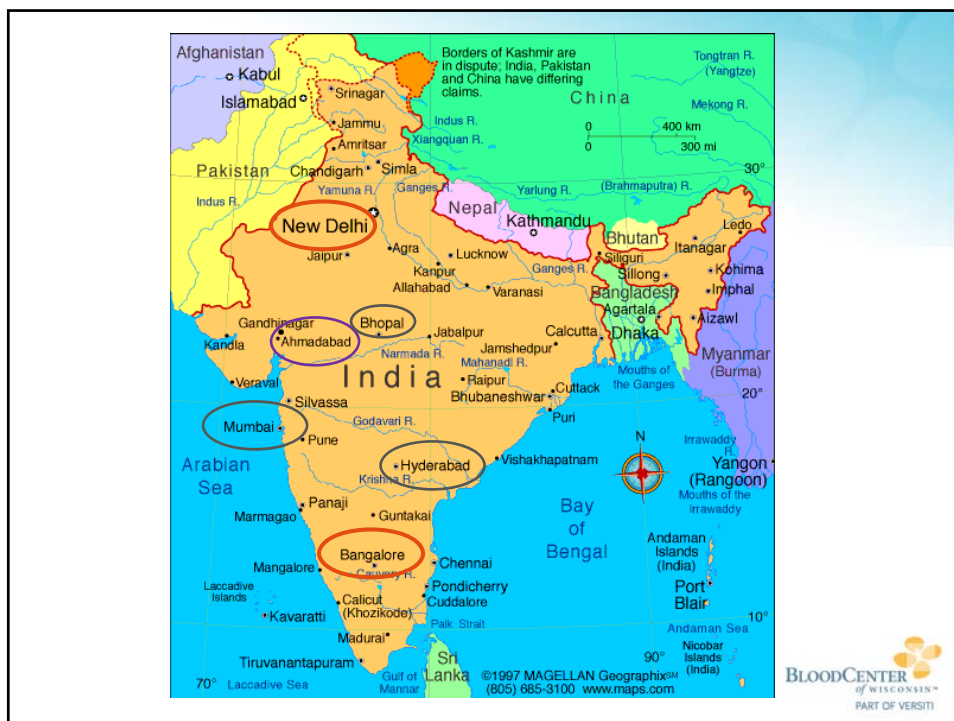 Afghanistan
Kabul
Islamabad
Srinagar
Borders of Kashmir are
in dispute; India, Pakistan
and China have differing
claims.
Tongtran R.
(Yangtze)
China
Mekong R.
Jammu
Indus R.
Xiangquan R.
0 400 km
0 300 mi
Amritsar
Pakistan
Chandigarh
Simla
30°
Yamuna R.
Ganges R.
Yarlung R.
(Brahmaputra) R.
Indus R.
Nepal
New Delhi
Kathmandu
Bhutan
Ledo
Itanagar
Agra
Jaipur
Lucknow
Siliguri
Kanpur
Ganges R.
Sillong
Kohima
Allahabad
Varanasi
Bangladesh
Imphal
Agartala
Gandhinagar
Bhopal
Aizawl
Ahmadabad
Jabalpur
Calcutta
Dhaka
Kandla
Jamshedpur
Narmada R.
Mahanadi R.
Myanmar
(Burma)
India
Mouths of
the Ganges
Veraval
Raipur
Cuttack
Bhubaneshwar
20°
Silvassa
Puri
Godavari R.
Mumbai
Pune
N
Irrawaddy
R.
Arabian
Sea
Hyderabad
Vishakhapatnam
Yangon
(Rangoon)
Krishna R.
Mouths of the
Irrawaddy
Panaji
Marmagao
Guntakai
Bay
of
Bengal
Andaman
Islands
(India)
Bangalore
Chennai
Mangalore
Cauvery R.
Port
Blair
Laccadive
Islands
Pondicherry
Calicut
(Khozikode)
Cuddalore
Kavaratti
10°
Palk Strait
Andaman Sea
Madurai
Nicobar
Islands
(India)
Tiruvanantapuram
Sri
Lanka
90°
70°
Laccadive Sea
Gulf of
Mannar
©1997 MAGELLAN Geographix℠
(805) 685-3100 www.maps.com
BLOODCENTER
of WISCONSIN™
PART OF VERSITI